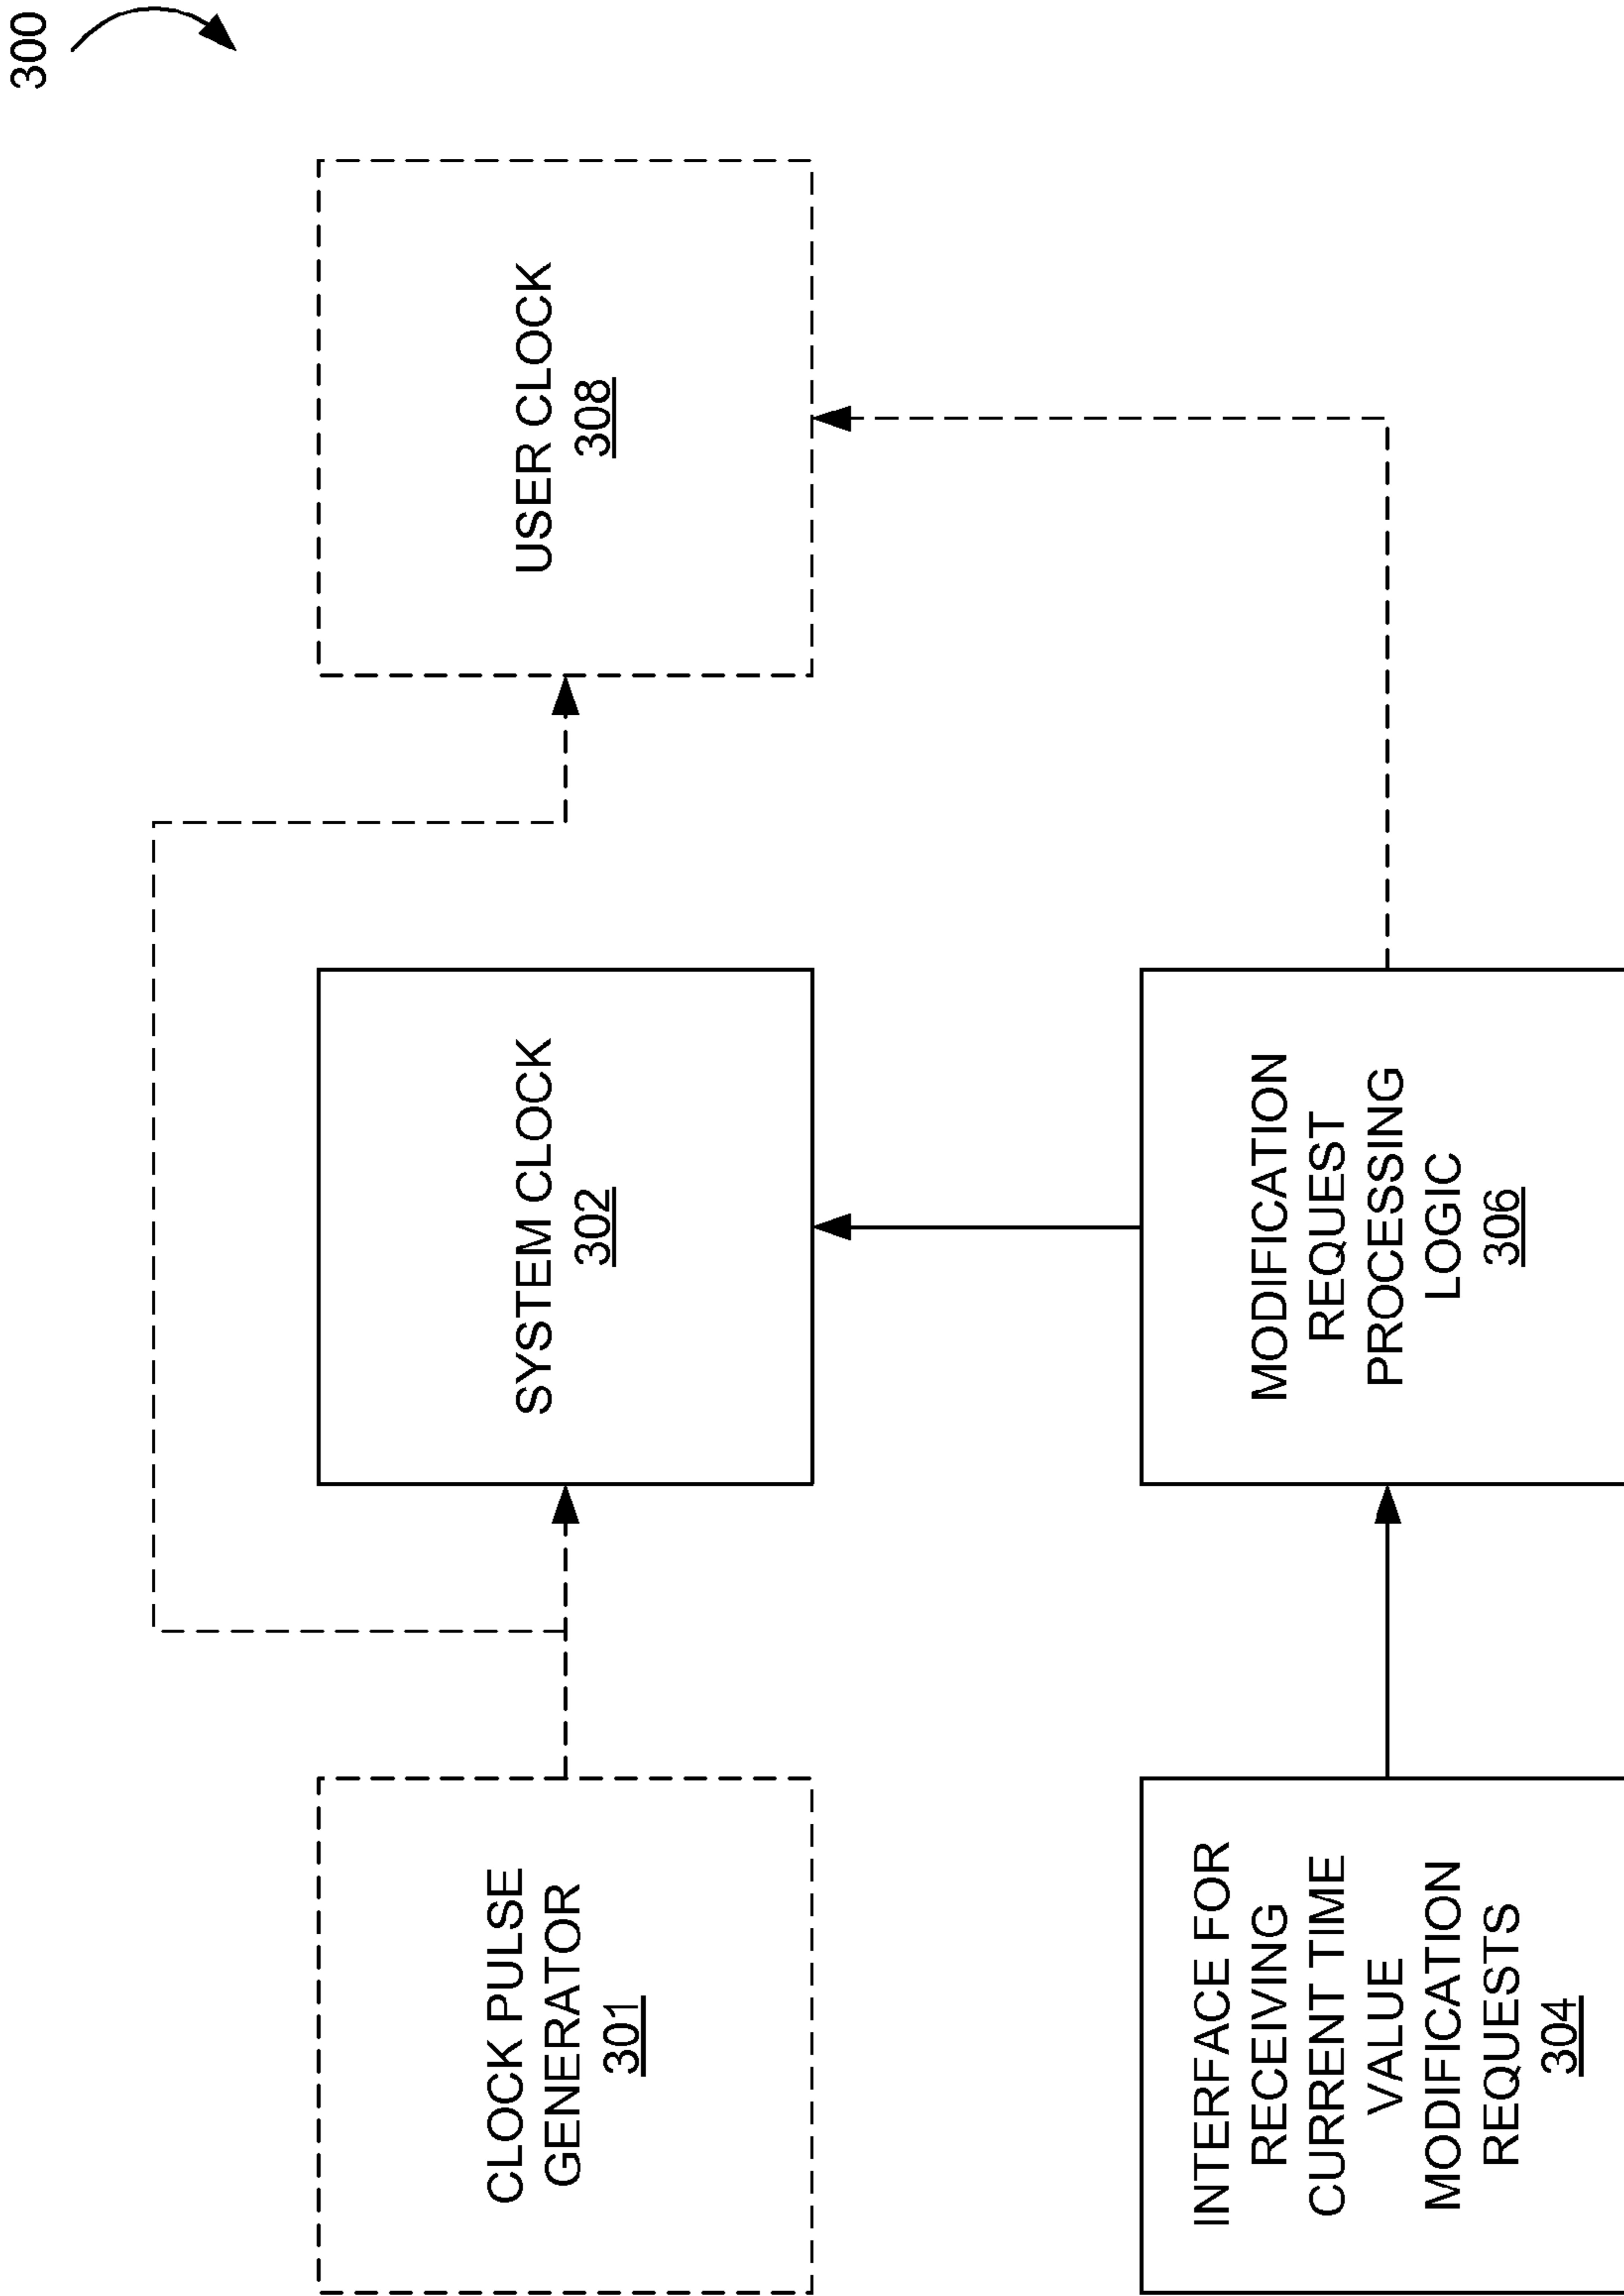 300
CLOCK PULSE
GENERATOR
301
SYSTEM CLOCK
302
USER CLOCK
308
INTERFACE FOR
RECEIVING
CURRENT TIME
VALUE
MODIFICATION
REQUESTS
304
MODIFICATION
REQUEST
PROCESSING
LOGIC
306